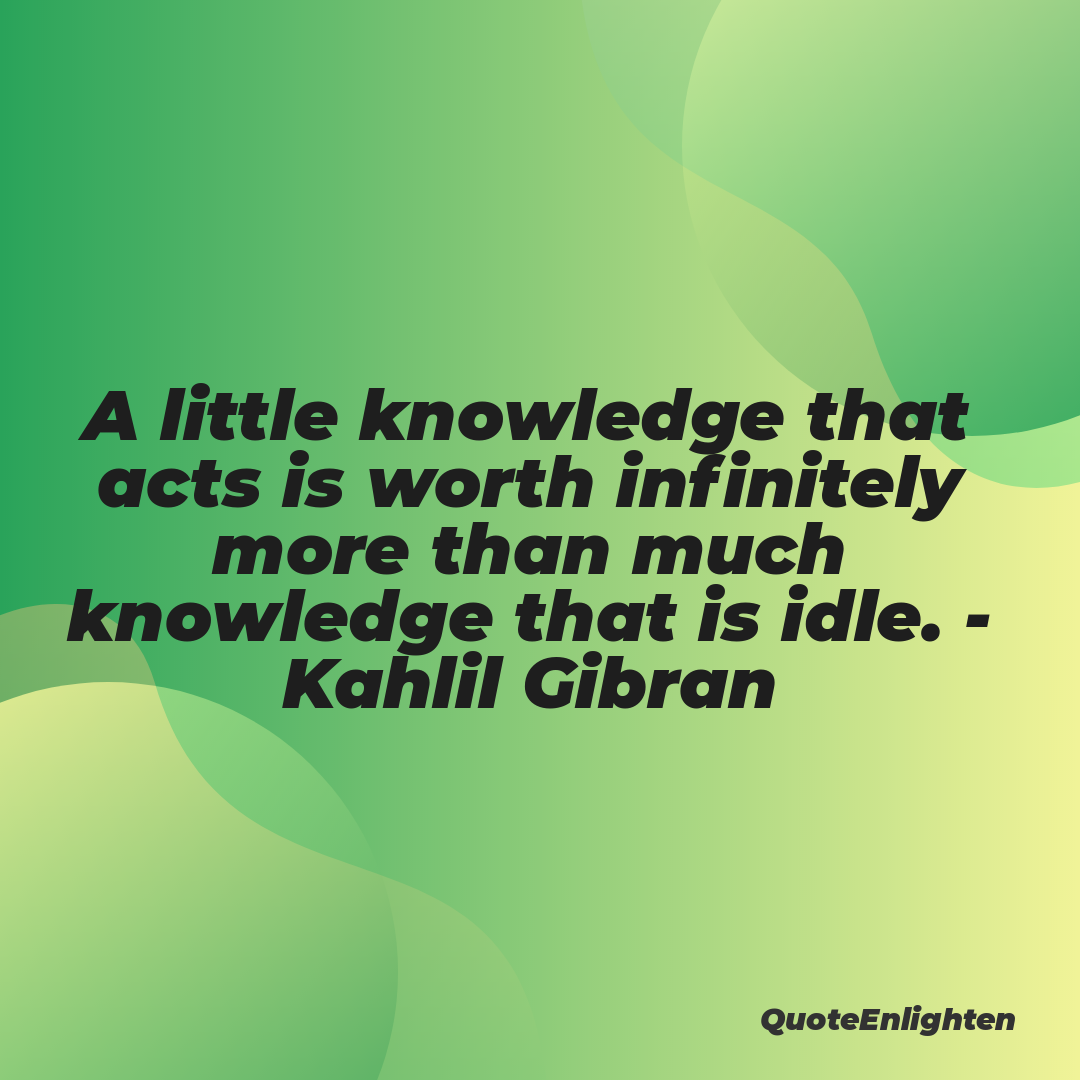 A little knowledge that
acts is worth infinitely
more than much
knowledge that is idle. -
Kahlil Gibran
QuoteEnlighten